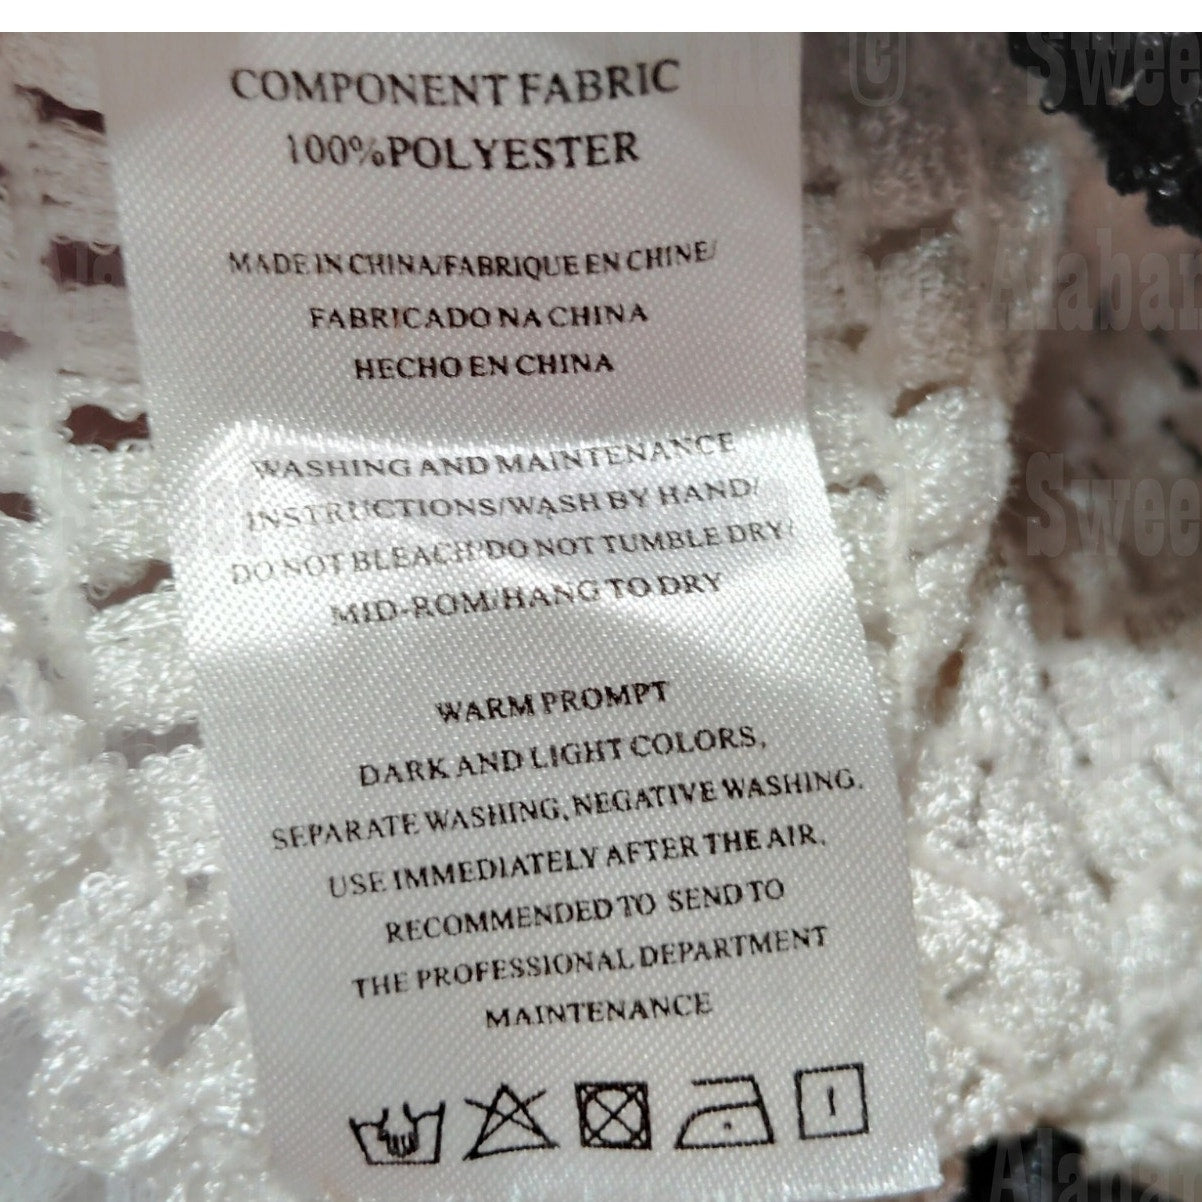 COMPONENT FABRIC
100%POLYESTER
MADE IN CHINA/FABRIQUE EN CHINE/
FABRICADO NA CHINA
HECHO EN CHINA
WASHING AND MAINTENANCE
INSTRUCTIONS/WASH BY HAND/
DO NOT BLEACH/DO NOT TUMBLE DRY/
MID-ROM/HANG TO DRY
WARM PROMPT
DARK AND LIGHT COLORS,
SEPARATE WASHING, NEGATIVE WASHING.
USE IMMEDIATELY AFTER THE AIR.
RECOMMENDED TO SEND TO
THE PROFESSIONAL DEPARTMENT
MAINTENANCE